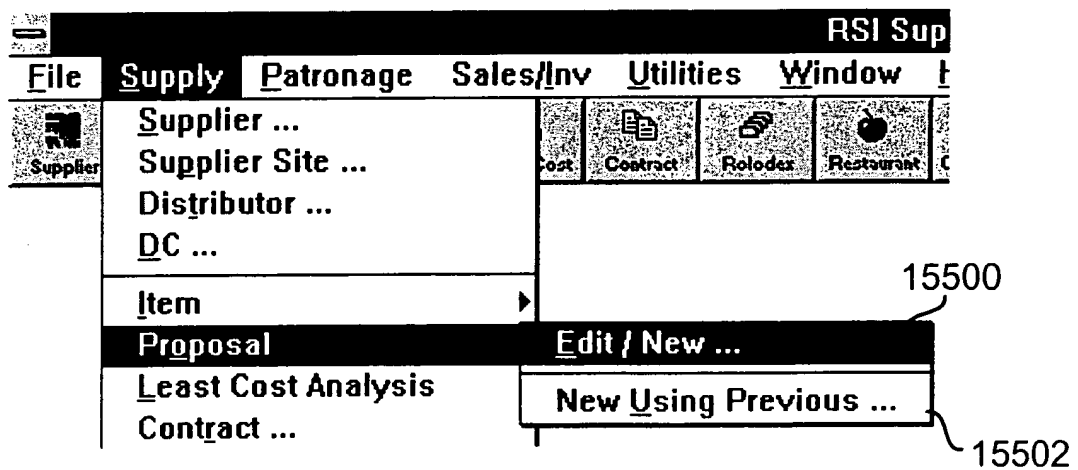 RSI Sup
File Supply Patronage Sales/Inv Utilities Window H
Supplier Cost Contract Rolodex Restaurant
Supplier ...
Supplier Site ...
Distributor ...
DC ...
Item
Proposal
Least Cost Analysis
Contract ...
15500
Edit / New ...
New Using Previous ...
15502